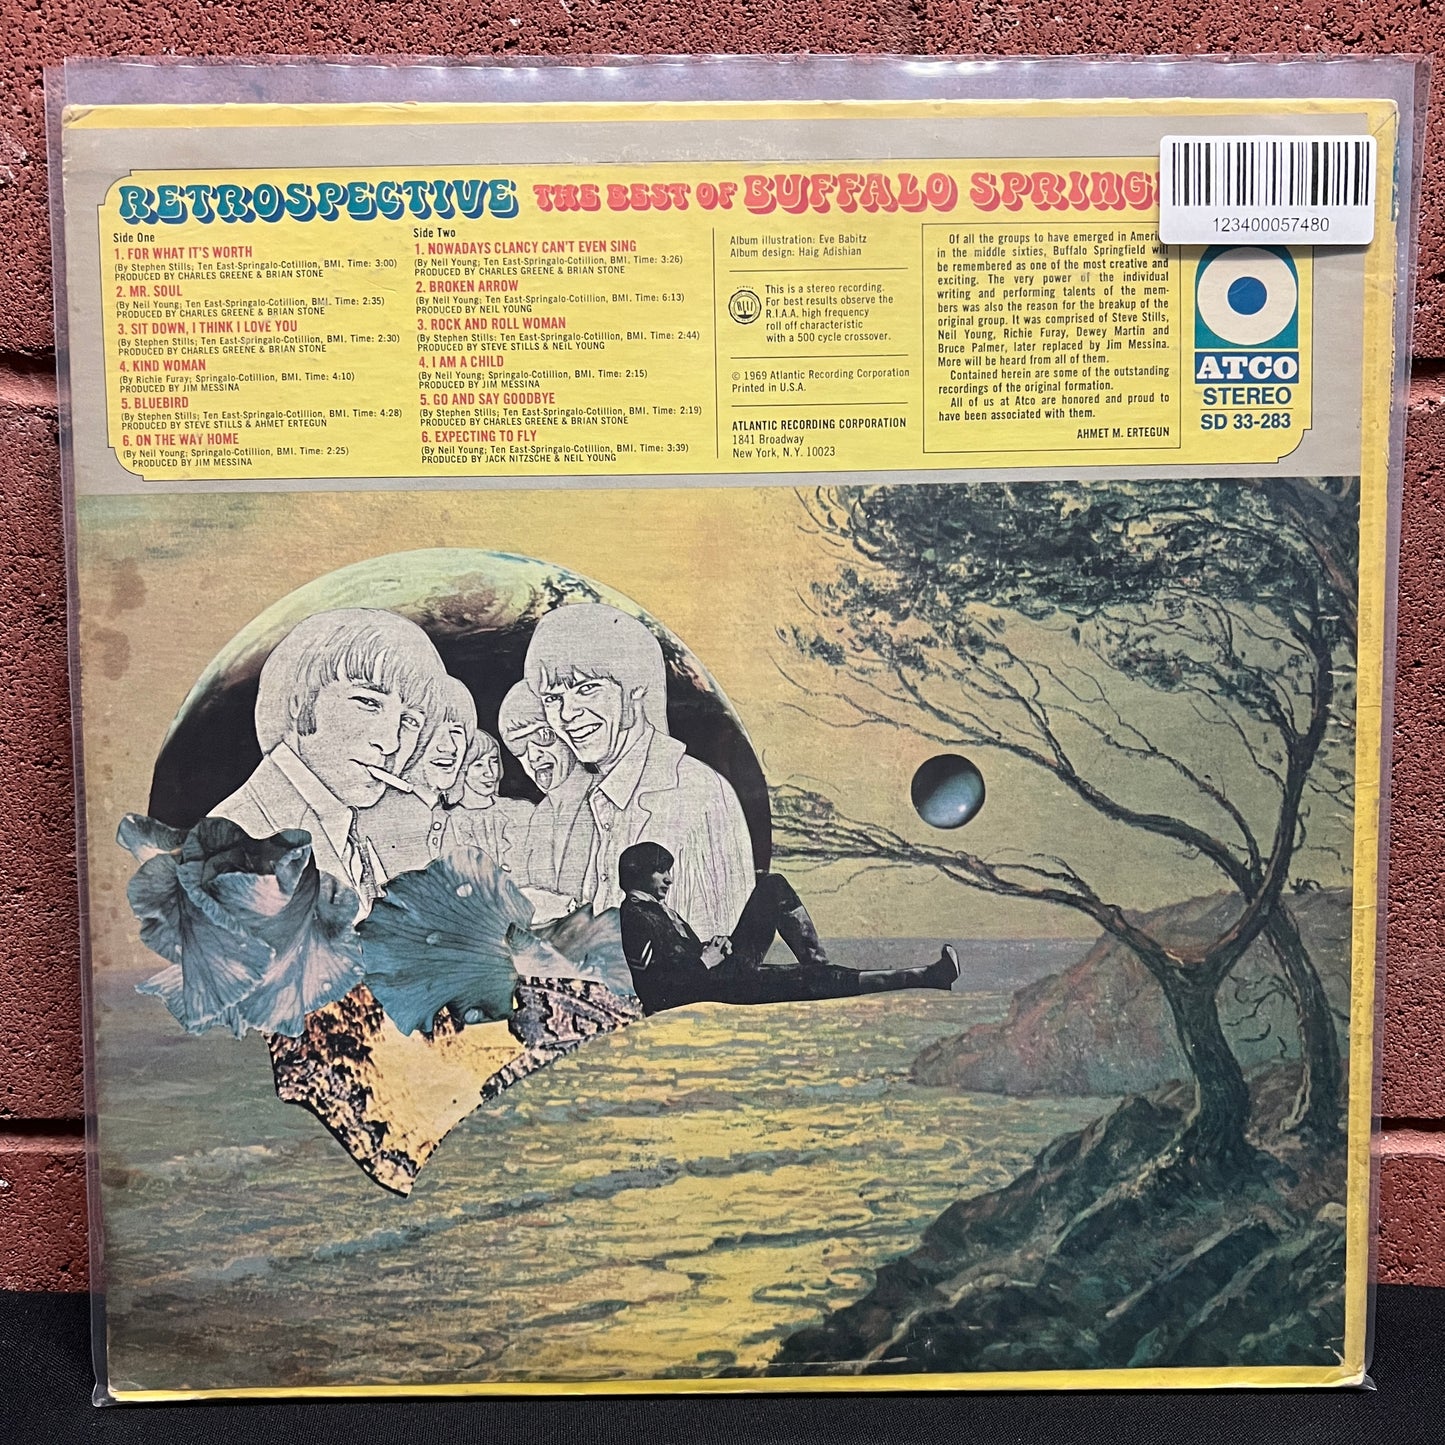 RETROSPECTIVE THE BEST OF BUFFALO SPRING
123400057480
Side One
1. FOR WHAT IT'S WORTH
(By Stephen Stills; Ten East-Springalo-Cotillion, BMI. Time: 3:00)
PRODUCED BY CHARLES GREENE & BRIAN STONE
2. MR. SOUL
(By Neil Young; Ten East-Springalo-Cotillion, BMI. Time: 2:35)
PRODUCED BY CHARLES GREENE & BRIAN STONE
3. SIT DOWN, I THINK I LOVE YOU
(By Stephen Stills; Ten East-Springalo-Cotillion, BMI. Time: 2:30)
PRODUCED BY CHARLES GREENE & BRIAN STONE
4. KIND WOMAN
(By Richie Furay; Springalo-Cotillion, BMI. Time: 4:10)
PRODUCED BY JIM MESSINA
5. BLUEBIRD
(By Stephen Stills; Ten East-Springalo-Cotillion, BMI. Time: 4:28)
PRODUCED BY STEVE STILLS & AHMET ERTEGUN
6. ON THE WAY HOME
(By Neil Young; Springalo-Cotillion, BMI. Time: 2:25)
PRODUCED BY JIM MESSINA
Side Two
1. NOWADAYS CLANCY CAN'T EVEN SING
(By Neil Young; Ten East-Springalo-Cotillion, BMI. Time: 3:26)
PRODUCED BY CHARLES GREENE & BRIAN STONE
2. BROKEN ARROW
(By Neil Young; Ten East-Springalo-Cotillion, BMI. Time: 6:13)
PRODUCED BY NEIL YOUNG
3. ROCK AND ROLL WOMAN
(By Stephen Stills; Ten East-Springalo-Cotillion, BMI. Time: 2:44)
PRODUCED BY STEVE STILLS & NEIL YOUNG
4. I AM A CHILD
(By Neil Young; Ten East-Springalo-Cotillion, BMI. Time: 2:15)
PRODUCED BY JIM MESSINA
5. GO AND SAY GOODBYE
(By Stephen Stills; Ten East-Springalo-Cotillion, BMI. Time: 2:19)
PRODUCED BY CHARLES GREENE & BRIAN STONE
6. EXPECTING TO FLY
(By Neil Young; Ten East-Springalo-Cotillion, BMI. Time: 3:39)
PRODUCED BY JACK NITZSCHE & NEIL YOUNG
Album illustration: Eve Babitz
Album design: Haig Adishian
This is a stereo recording.
For best results observe the
R.I.A.A. high frequency
roll off characteristic
with a 500 cycle crossover.
© 1969 Atlantic Recording Corporation
Printed in U.S.A.
ATLANTIC RECORDING CORPORATION
1841 Broadway
New York, N.Y. 10023
Of all the groups to have emerged in Ameri
in the middle sixties, Buffalo Springfield will
be remembered as one of the most creative and
exciting. The very power of the individual
writing and performing talents of the mem-
bers was also the reason for the breakup of the
original group. It was comprised of Steve Stills,
Neil Young, Richie Furay, Dewey Martin and
Bruce Palmer, later replaced by Jim Messina.
More will be heard from all of them.
Contained herein are some of the outstanding
recordings of the original formation.
All of us at Atco are honored and proud to
have been associated with them.
AHMET M. ERTEGUN
ATCO
STEREO
SD 33-283